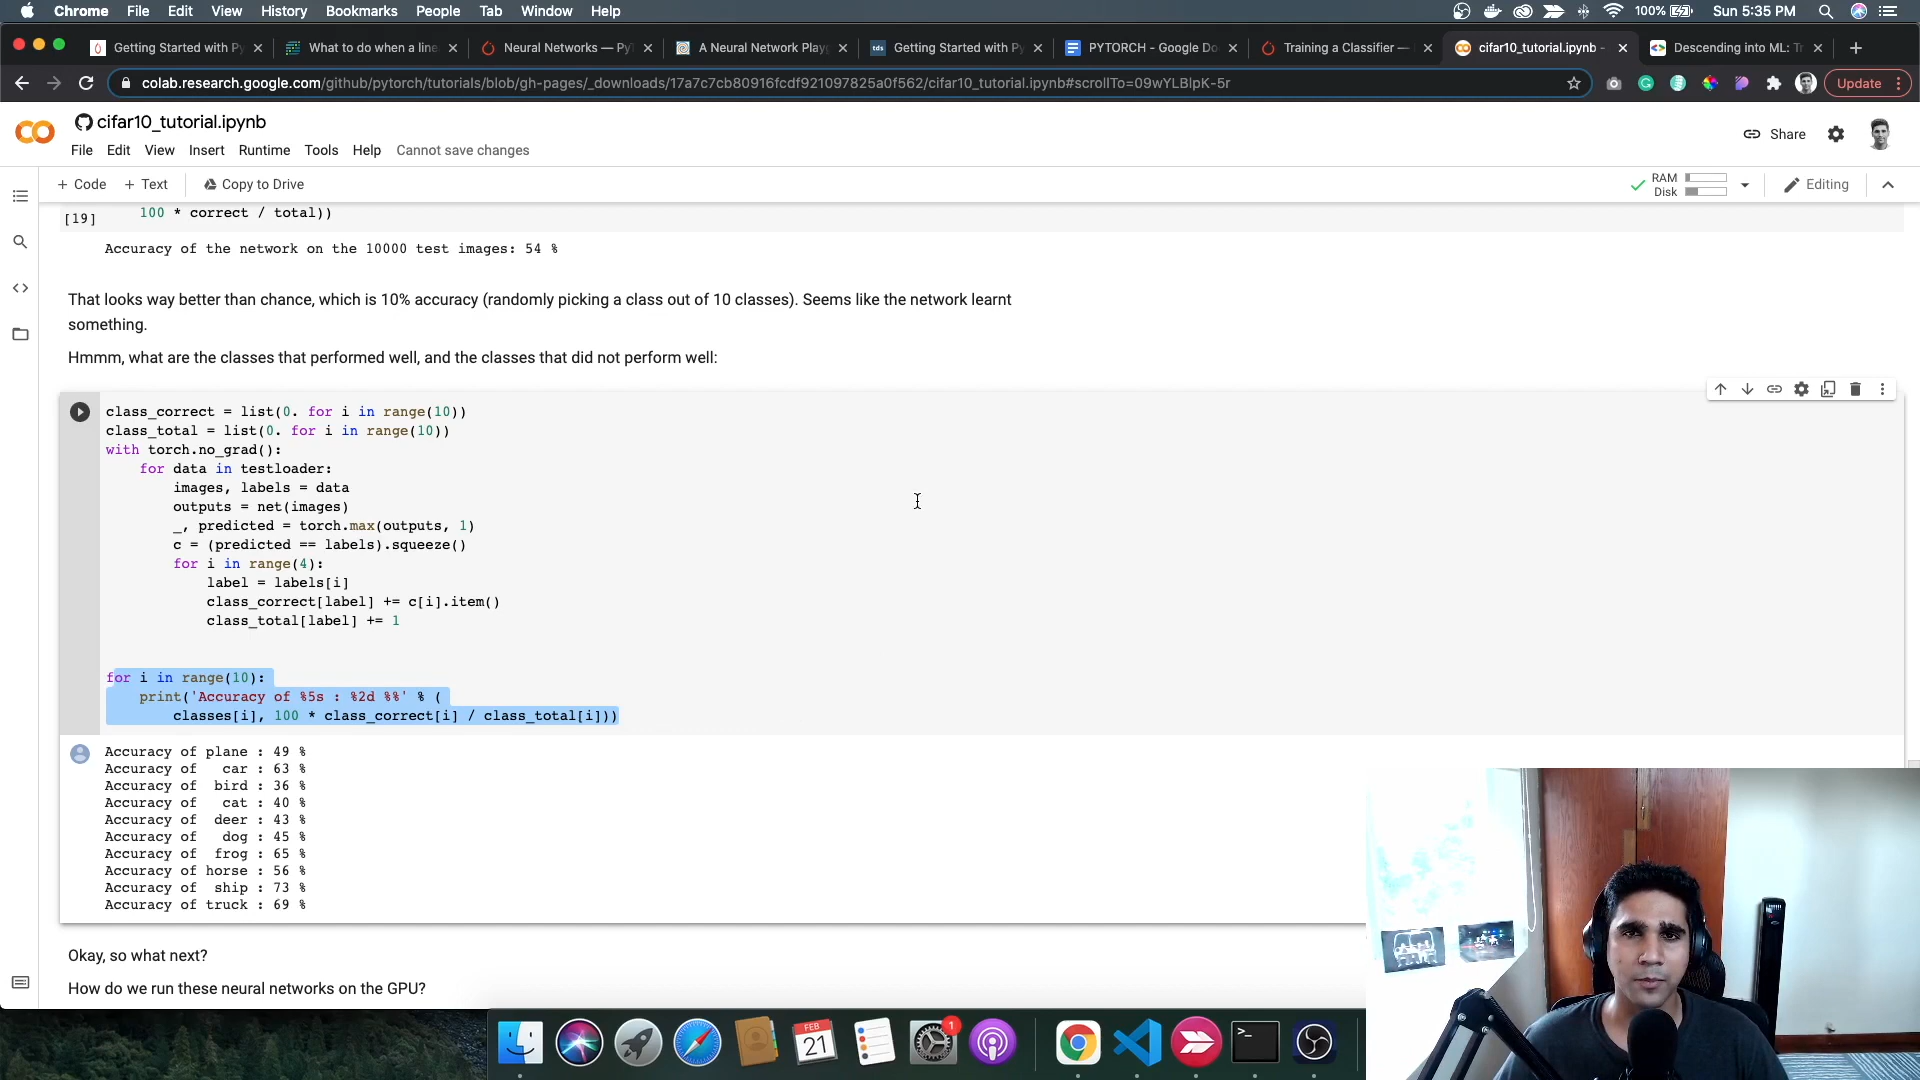 Chrome File Edit View History Bookmarks People Tab Window Help 100% Sun 5:35 PM
Getting Started with Py What to do when a line Neural Networks — PyT A Neural Network Playg tds Getting Started with Py PYTORCH - Google Do Training a Classifier — cifar10_tutorial.ipynb - Descending into ML: Tr
colab.research.google.com/github/pytorch/tutorials/blob/gh-pages/_downloads/17a7c7cb80916fcdf921097825a0f562/cifar10_tutorial.ipynb#scrollTo=09wYLBlpK-5r Update
cifar10_tutorial.ipynb
Share
File Edit View Insert Runtime Tools Help Cannot save changes
+ Code + Text Copy to Drive RAM Disk Editing
[19] 100 * correct / total))
Accuracy of the network on the 10000 test images: 54 %
That looks way better than chance, which is 10% accuracy (randomly picking a class out of 10 classes). Seems like the network learnt
something.
Hmmm, what are the classes that performed well, and the classes that did not perform well:
class_correct = list(0. for i in range(10))
class_total = list(0. for i in range(10))
with torch.no_grad():
for data in testloader:
images, labels = data
outputs = net(images)
_, predicted = torch.max(outputs, 1)
c = (predicted == labels).squeeze()
for i in range(4):
label = labels[i]
class_correct[label] += c[i].item()
class_total[label] += 1
for i in range(10):
print('Accuracy of %5s : %2d %%' % (
classes[i], 100 * class_correct[i] / class_total[i]))
Accuracy of plane : 49 %
Accuracy of car : 63 %
Accuracy of bird : 36 %
Accuracy of cat : 40 %
Accuracy of deer : 43 %
Accuracy of dog : 45 %
Accuracy of frog : 65 %
Accuracy of horse : 56 %
Accuracy of ship : 73 %
Accuracy of truck : 69 %
Okay, so what next?
How do we run these neural networks on the GPU?
FEB
21
1